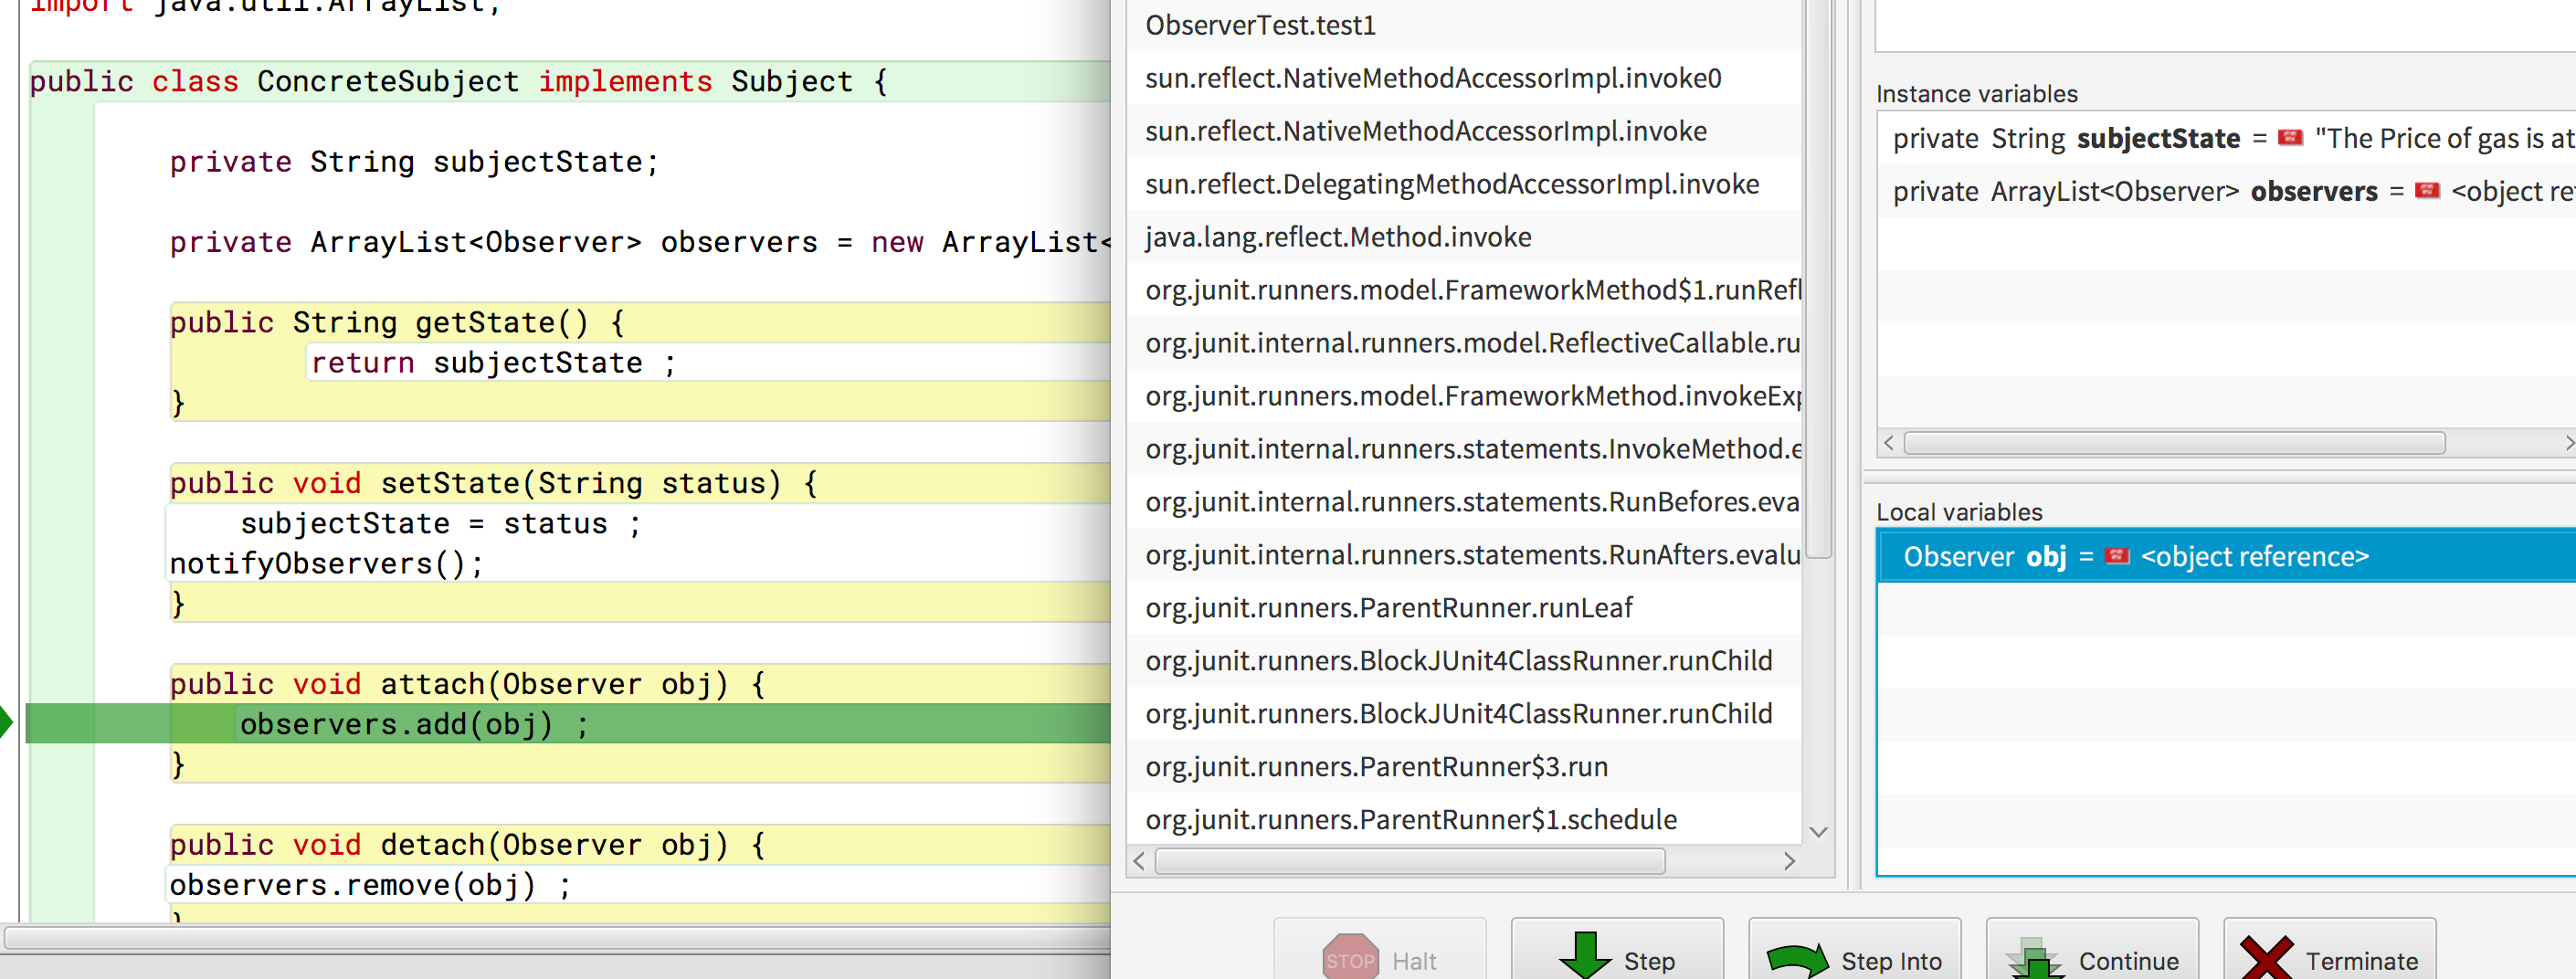 import java.util.ArrayList;
public class ConcreteSubject implements Subject {
private String subjectState;
private ArrayList<Observer> observers = new ArrayList<
public String getState() {
return subjectState ;
}
public void setState(String status) {
subjectState = status ;
notifyObservers();
}
public void attach(Observer obj) {
observers.add(obj) ;
}
public void detach(Observer obj) {
observers.remove(obj) ;
}
ObserverTest.test1
sun.reflect.NativeMethodAccessorImpl.invoke0
sun.reflect.NativeMethodAccessorImpl.invoke
sun.reflect.DelegatingMethodAccessorImpl.invoke
java.lang.reflect.Method.invoke
org.junit.runners.model.FrameworkMethod$1.runRefl
org.junit.internal.runners.model.ReflectiveCallable.ru
org.junit.runners.model.FrameworkMethod.invokeExp
org.junit.internal.runners.statements.InvokeMethod.e
org.junit.internal.runners.statements.RunBefores.eva
org.junit.internal.runners.statements.RunAfters.evalu
org.junit.runners.ParentRunner.runLeaf
org.junit.runners.BlockJUnit4ClassRunner.runChild
org.junit.runners.BlockJUnit4ClassRunner.runChild
org.junit.runners.ParentRunner$3.run
org.junit.runners.ParentRunner$1.schedule
Instance variables
private String subjectState = "The Price of gas is at
private ArrayList<Observer> observers = <object re
Local variables
Observer obj = <object reference>
STOP Halt
Step
Step Into
Continue
Terminate